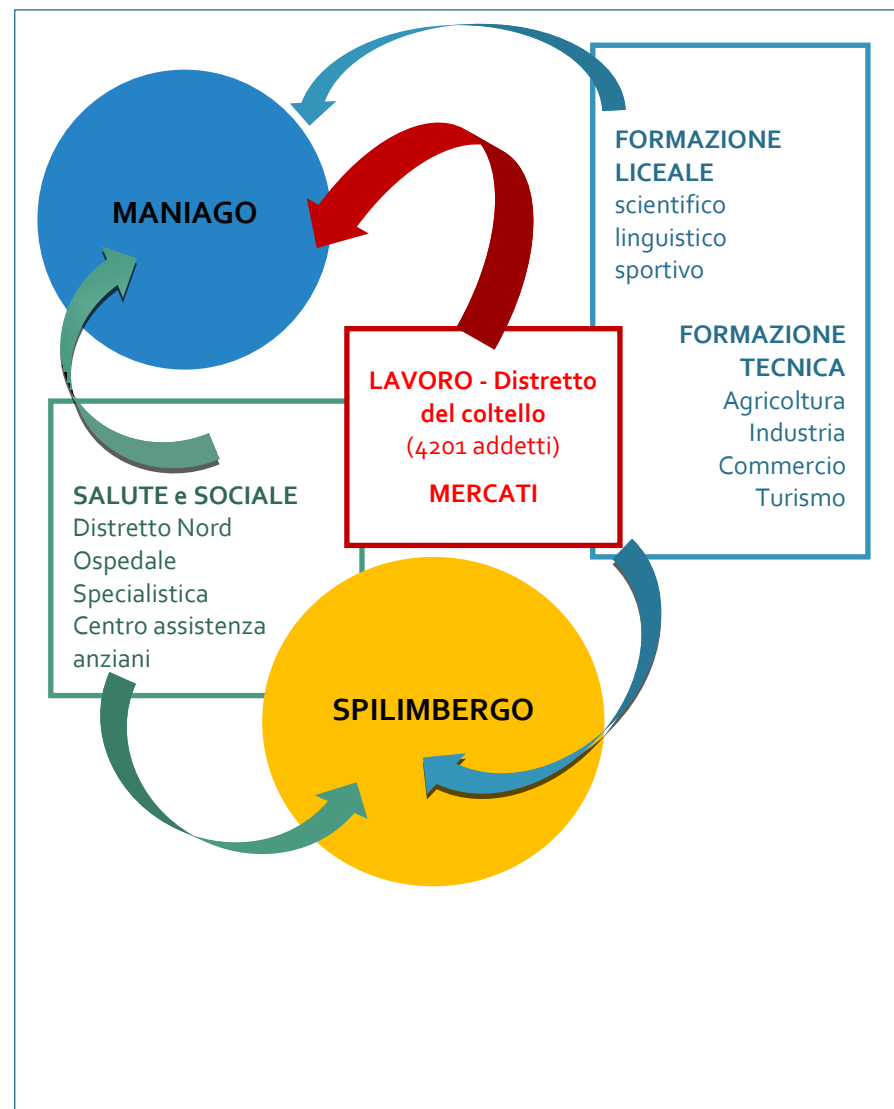 MANIAGO
FORMAZIONE
LICEALE
scientifico
linguistico
sportivo
FORMAZIONE
TECNICA
Agricoltura
Industria
Commercio
Turismo
LAVORO - Distretto
del coltello
(4201 addetti)
MERCATI
SALUTE e SOCIALE
Distretto Nord
Ospedale
Specialistica
Centro assistenza
anziani
SPILIMBERGO